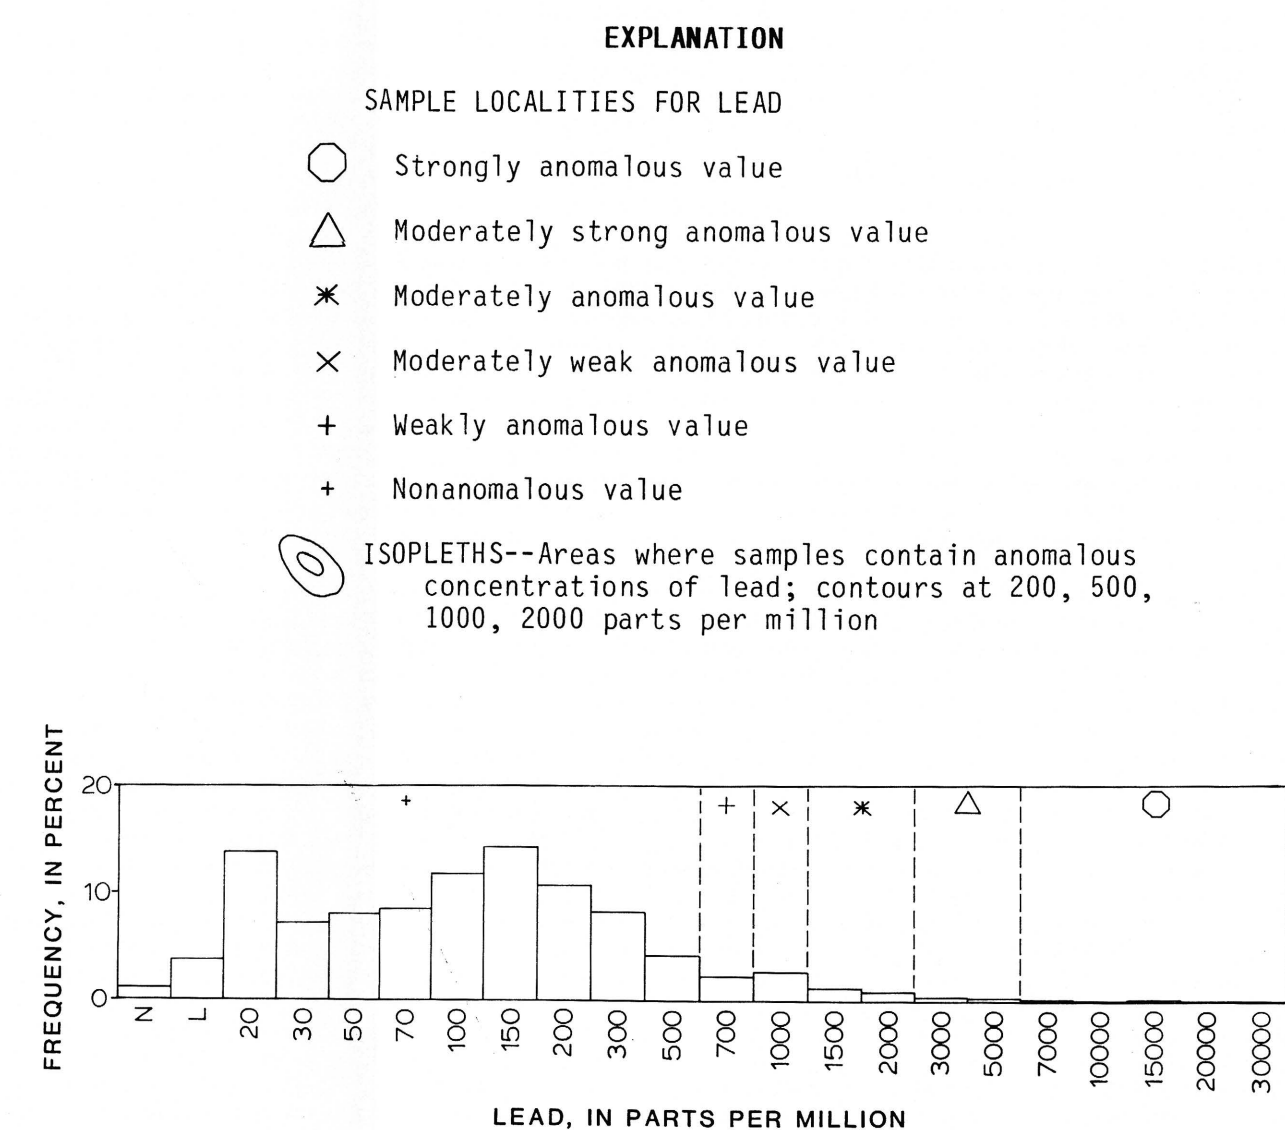 EXPLANATION
SAMPLE LOCALITIES FOR LEAD
Strongly anomalous value
Moderately strong anomalous value
Moderately anomalous value
Moderately weak anomalous value
Weakly anomalous value
Nonanomalous value
ISOPLETHS--Areas where samples contain anomalous
concentrations of lead; contours at 200, 500,
1000, 2000 parts per million
FREQUENCY, IN PERCENT
20
10
0
N L 20 30 50 70 100 150 200 300 500 700 1000 1500 2000 3000 5000 7000 10000 15000 20000 30000
LEAD, IN PARTS PER MILLION